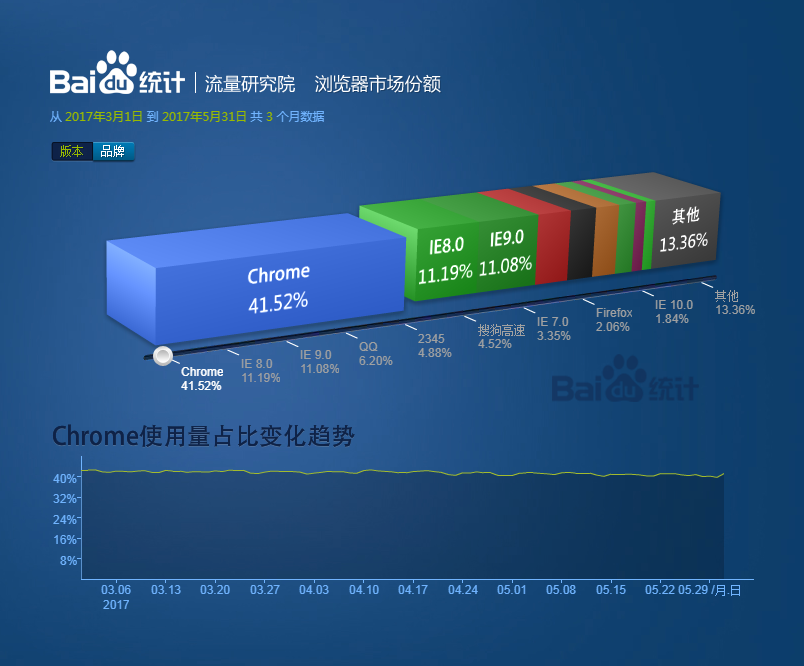 Baidu统计 | 流量研究院 浏览器市场份额
从 2017年3月1日 到 2017年5月31日 共 3 个月数据
版本 品牌
Chrome
41.52%
IE8.0
11.19%
IE9.0
11.08%
其他
13.36%
Chrome
41.52%
IE 8.0
11.19%
IE 9.0
11.08%
QQ
6.20%
2345
4.88%
搜狗高速
4.52%
IE 7.0
3.35%
Firefox
2.06%
IE 10.0
1.84%
其他
13.36%
Baidu统计
Chrome使用量占比变化趋势
40%
32%
24%
16%
8%
03.06 03.13 03.20 03.27 04.03 04.10 04.17 04.24 05.01 05.08 05.15 05.22 05.29 /月.日
2017